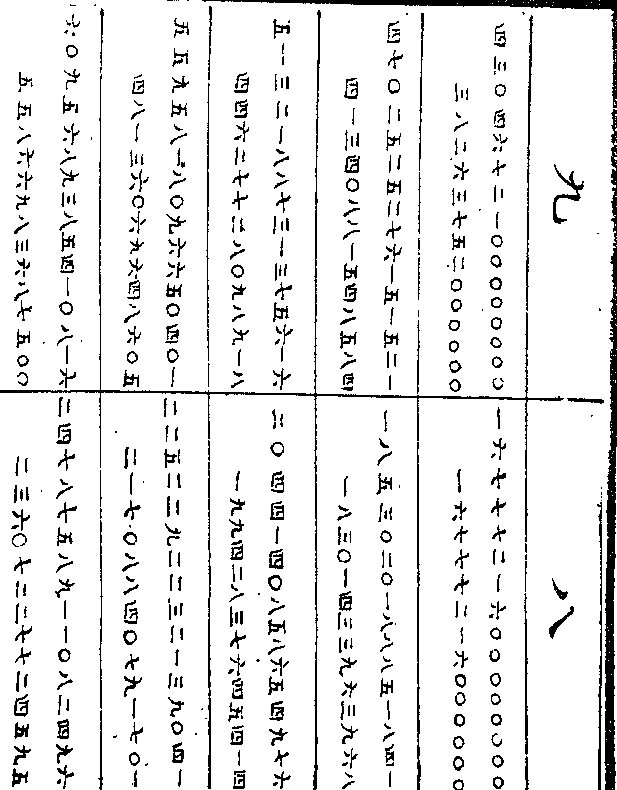 九
四三〇四六七二一〇〇〇〇〇〇〇〇
三八二六三七五二〇〇〇〇〇〇
四七〇二五二五二七六一五一五二一
四一三四〇八八一五四八五八四
五一三二一八八七三一三七五六一六
四四六二七七二八〇九八九一八
五五九五八一八〇九六六五〇四〇一
四八一三六〇六九六四八六〇五
六〇九五六八九三八五四一〇八一六
五五八六六九八三六八七五〇〇
八
一六七七七二一六〇〇〇〇〇〇〇〇
一六七七七二一六〇〇〇〇〇〇
一八五三〇二〇一八八八五一八四一
一八三〇一四三三九六三九六八
二〇四四一四〇八五八六五四九七六
一九九四二八三七六四五四一四
二二五二二九二二三二一三九〇四一
二一七〇八八四〇七九一七〇一
二四七八七五八九一一〇八二四九六
二三六〇七二二七七二四五九五